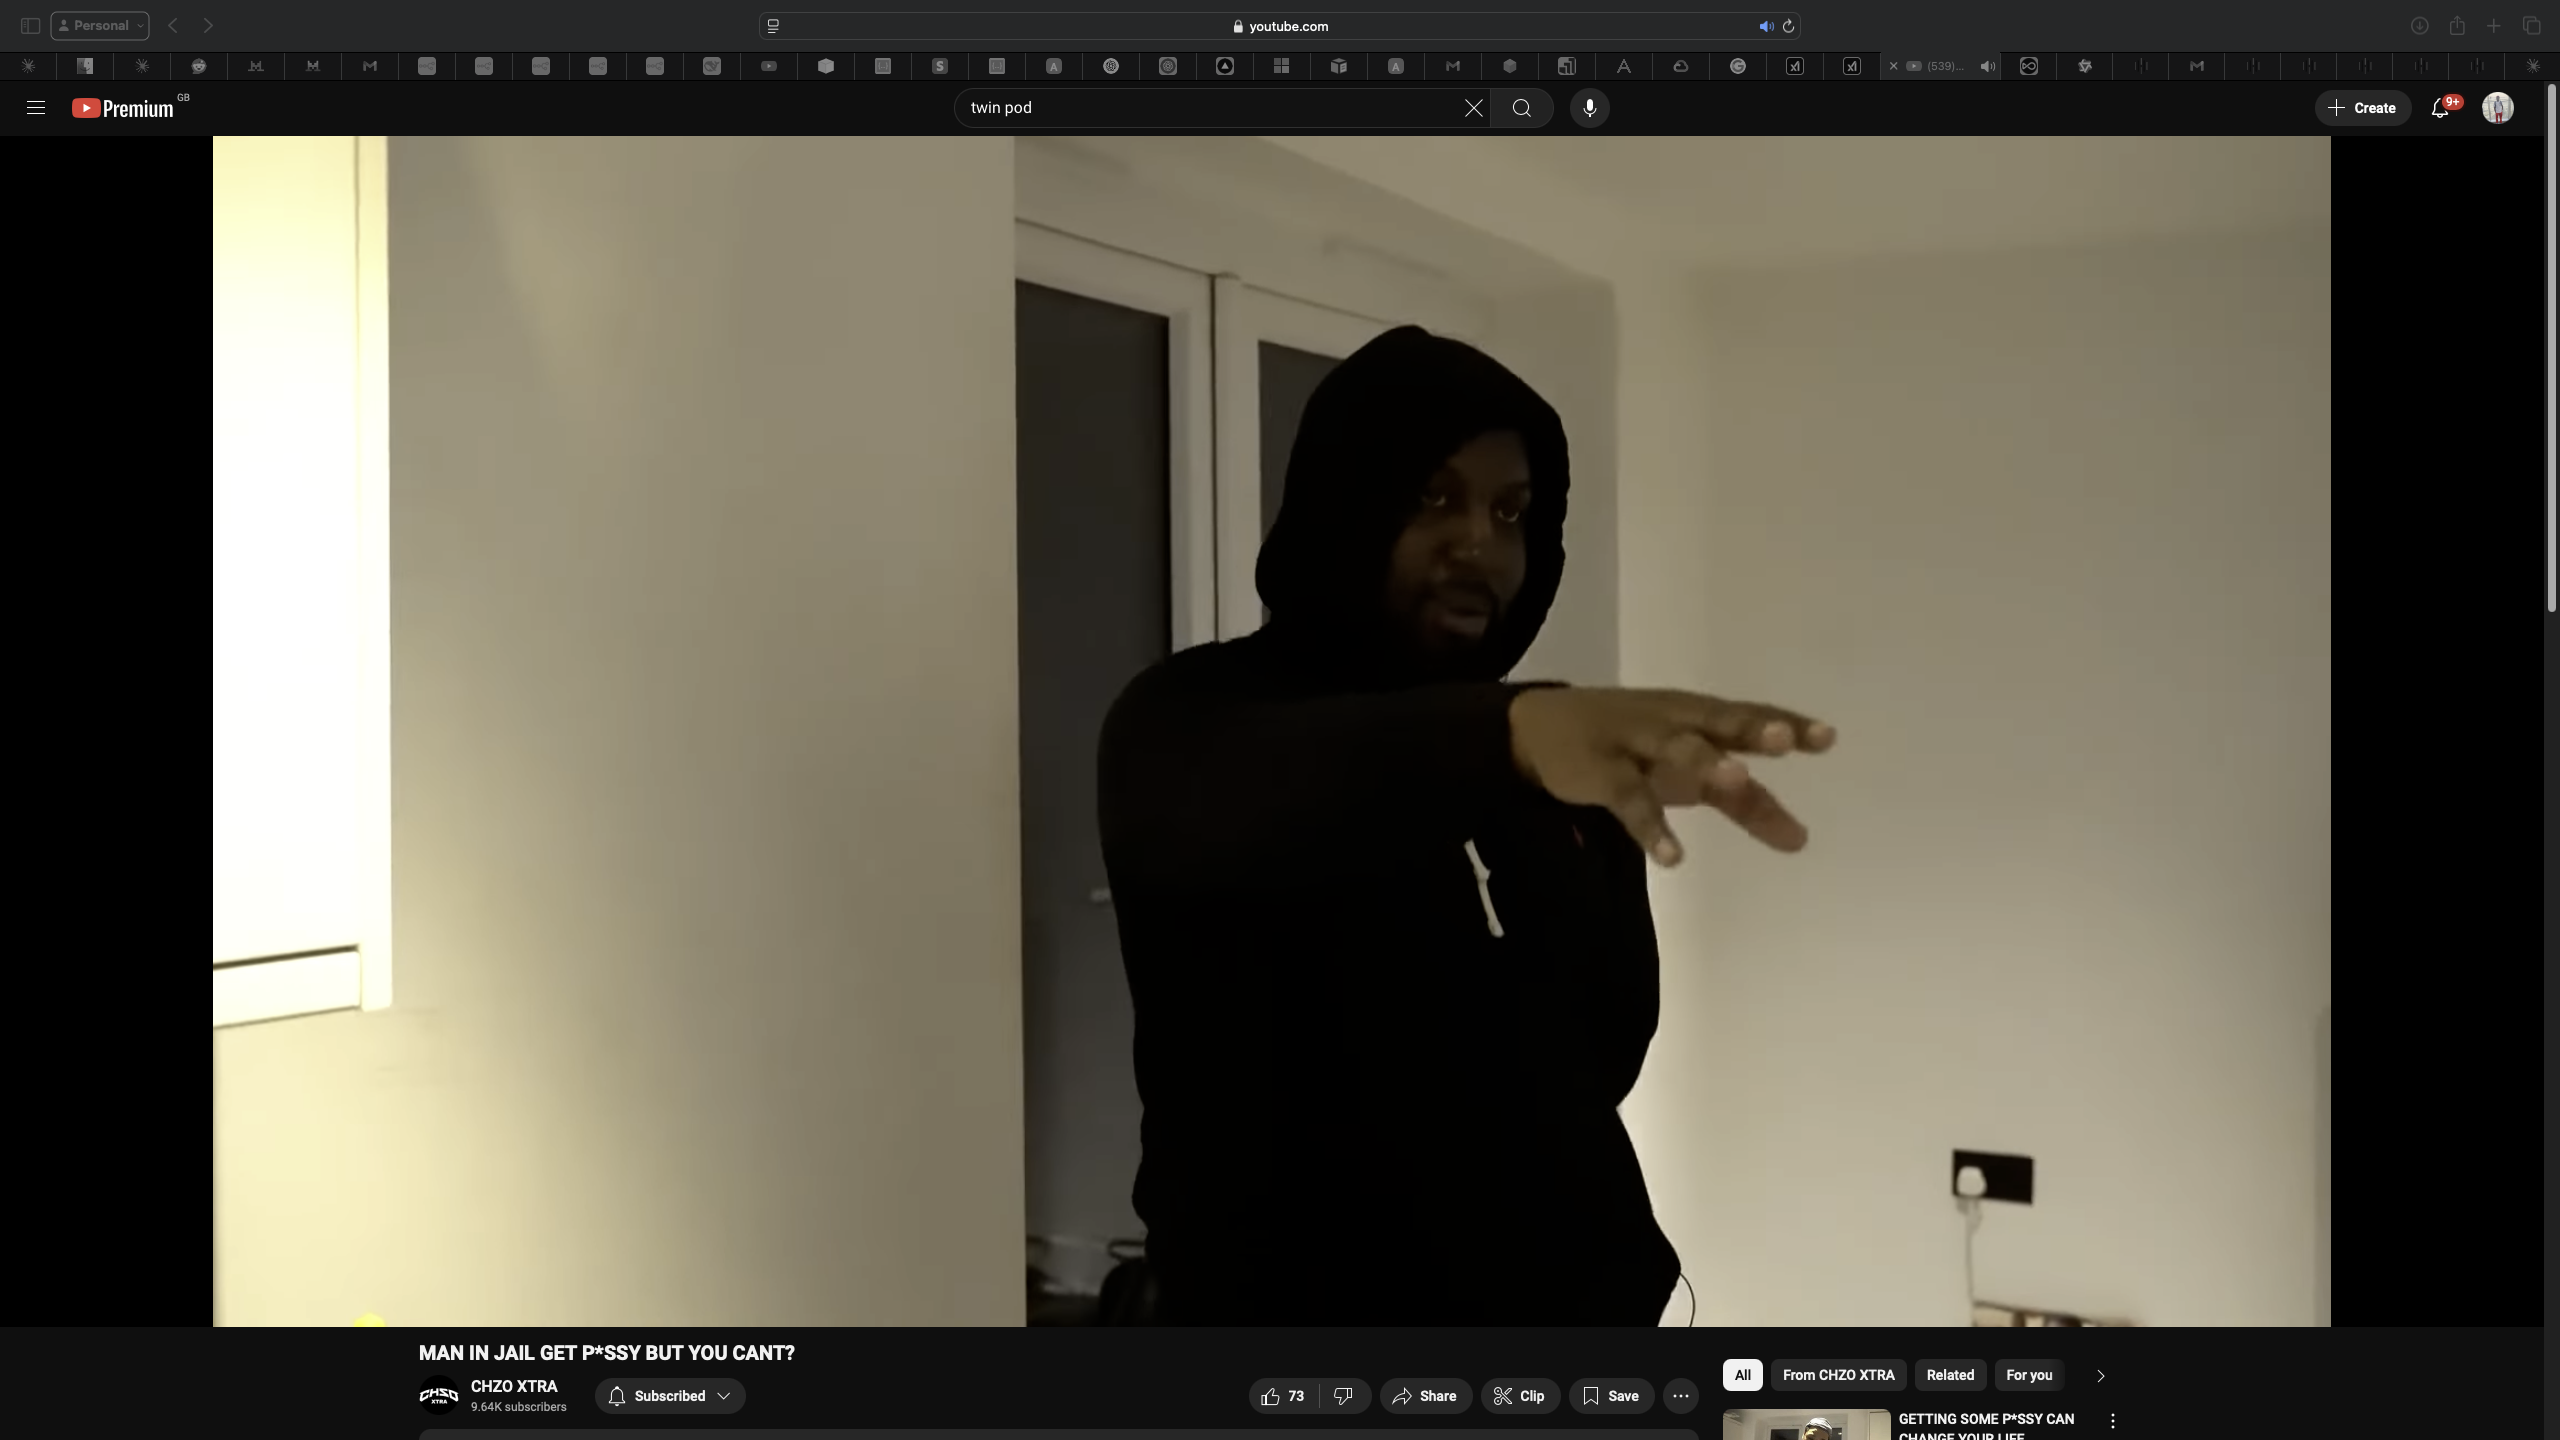 Personal
youtube.com
(539)...
Premium GB
twin pod
Create
9+
MAN IN JAIL GET P*SSY BUT YOU CANT?
CHSO XTRA
CHZO XTRA
9.64K subscribers
Subscribed
73
Share
Clip
Save
All
From CHZO XTRA
Related
For you
GETTING SOME P*SSY CAN
CHANGE YOUR LIFE